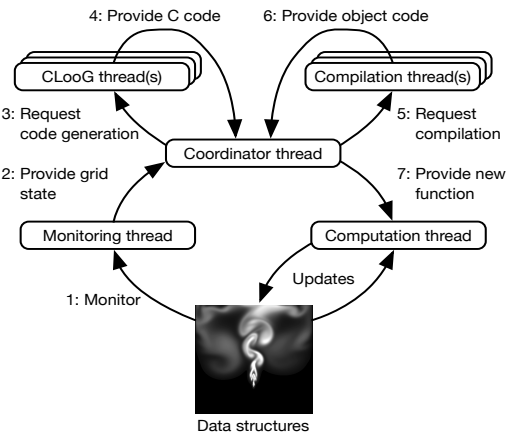 4: Provide C code
6: Provide object code
CLooG thread(s)
Compilation thread(s)
3: Request
code generation
5: Request
compilation
Coordinator thread
2: Provide grid
state
7: Provide new
function
Monitoring thread
Computation thread
Updates
1: Monitor
Data structures